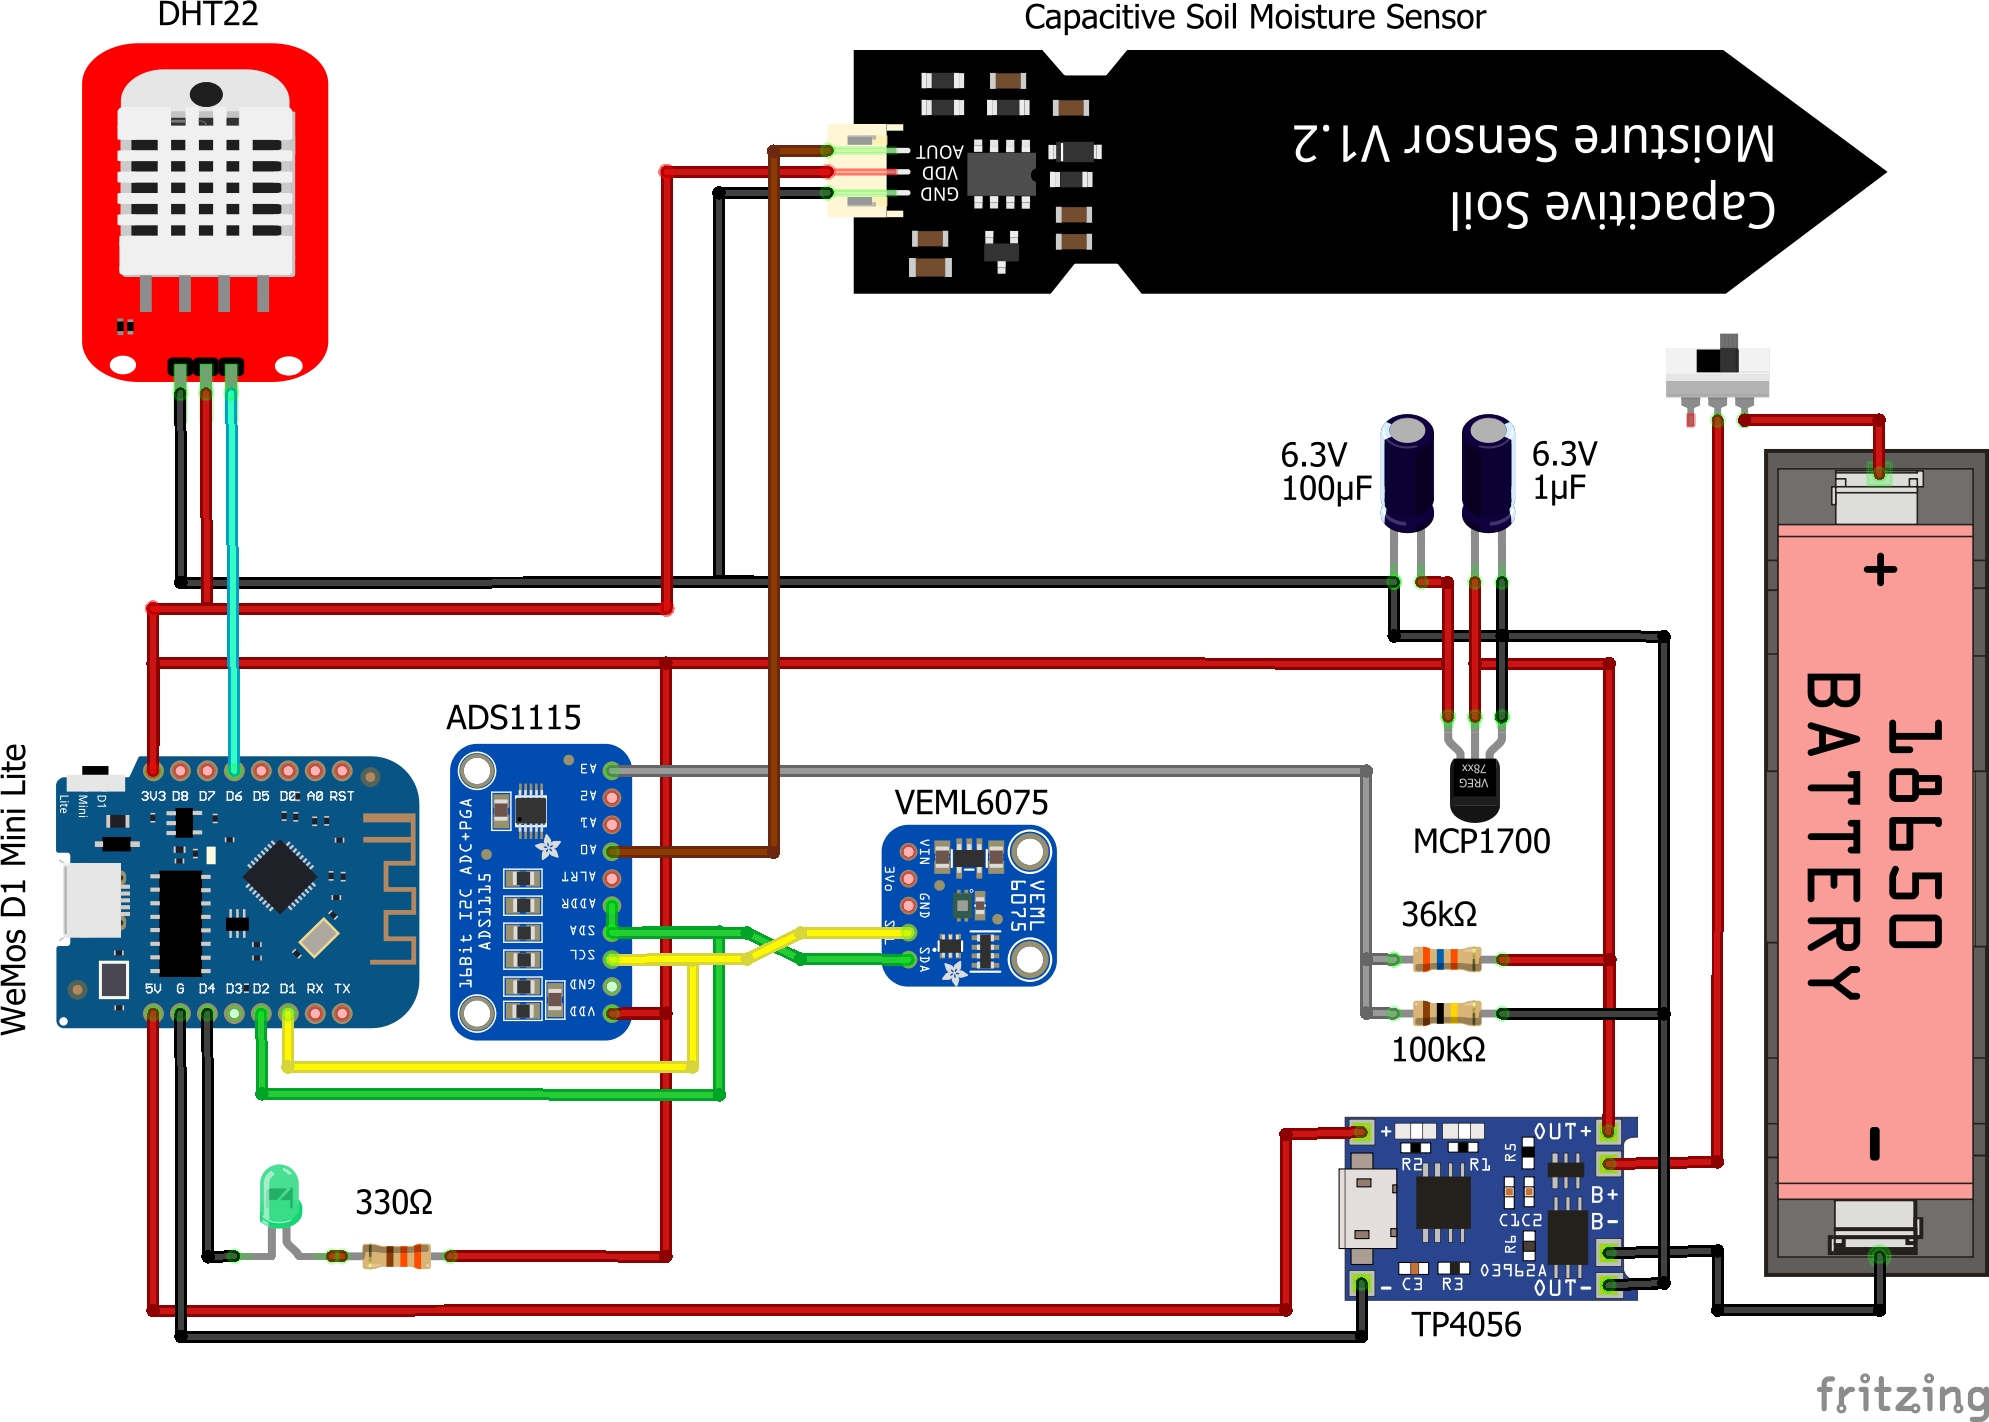 DHT22
Capacitive Soil Moisture Sensor
AOUT
VDD
GND
Capacitive Soil
Moisture Sensor V1.2
6.3V
100µF
6.3V
1µF
+
18650
BATTERY
-
ADS1115
VEML6075
VREG
78xx
MCP1700
WeMos D1 Mini Lite
D1
Mini
Lite
3V3 D8 D7 D6 D5 D0 A0 RST
5V G D4 D3 D2 D1 RX TX
16Bit I2C ADC+PGA
ADS1115
A3
A2
A1
A0
ALRT
ADDR
SDA
SCL
GND
VDD
VIN
3Vo
GND
SDA
VEML
6075
36kΩ
100kΩ
330Ω
+
R2
R1
R5
OUT+
B+
B-
C1
C2
R6
03962A
C3
R3
-
OUT-
TP4056
fritzing